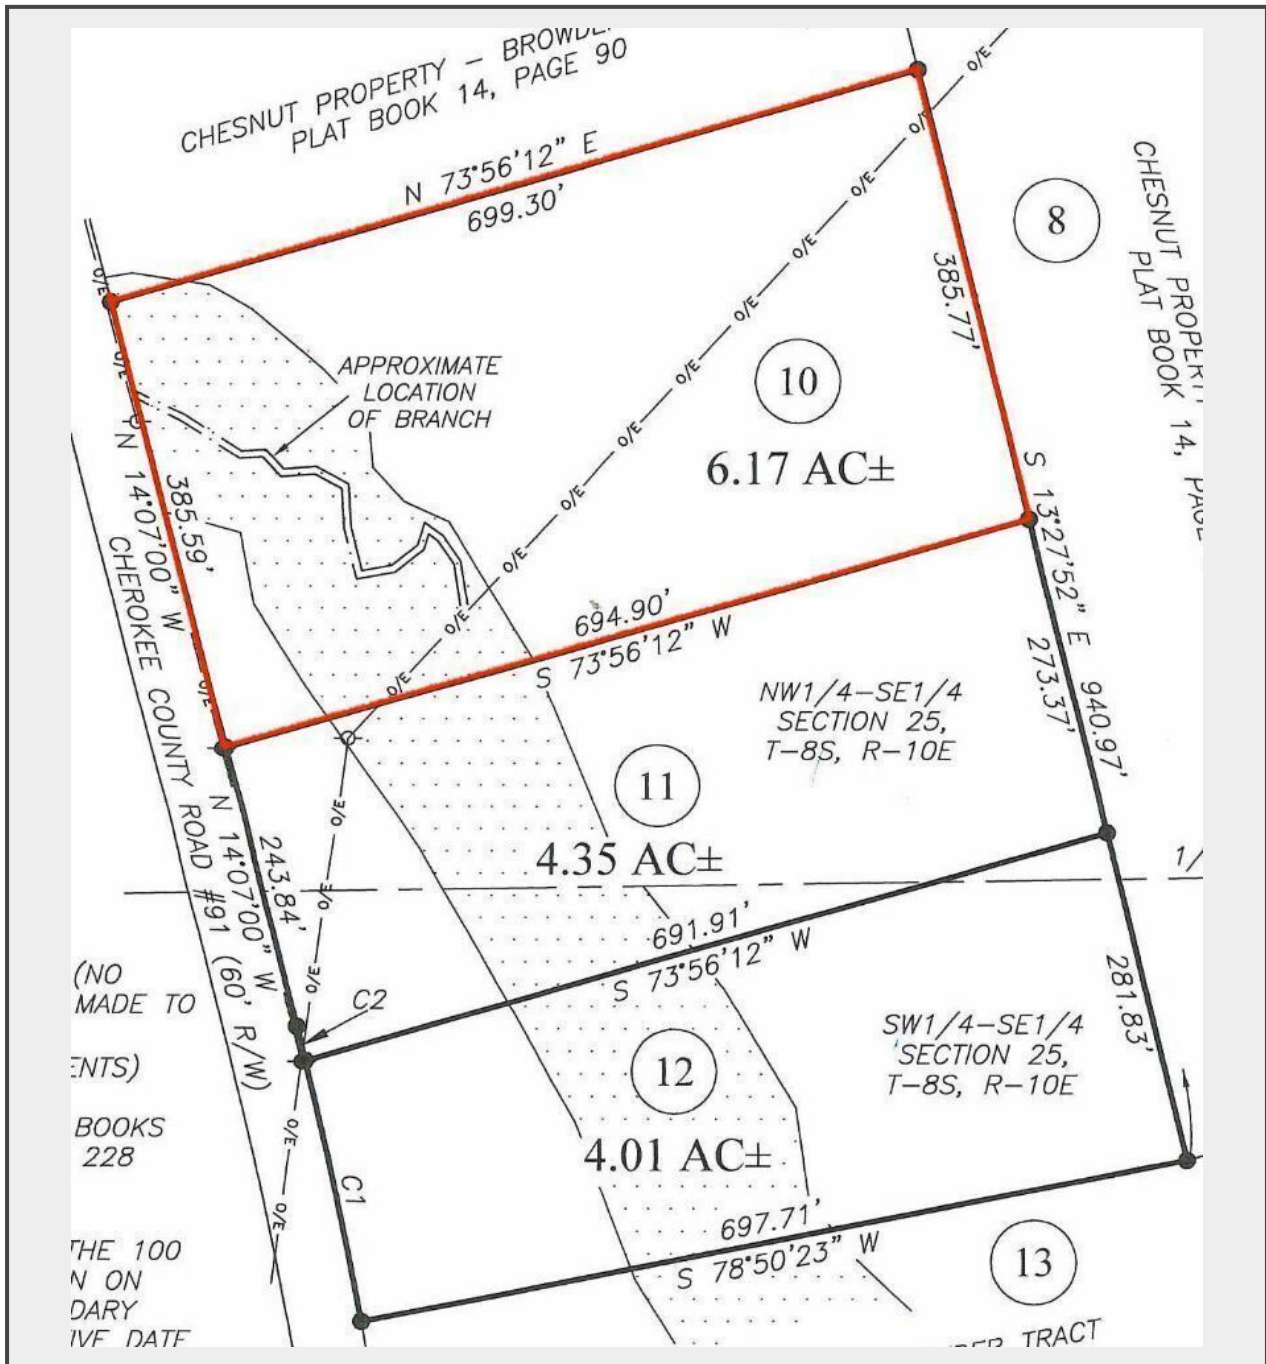 CHESNUT PROPERTY – BROWDE
PLAT BOOK 14, PAGE 90
O/E
N 73°56'12" E
699.30'
O/E
8
CHESNUT PROPERT
PLAT BOOK 14, PAGE
O/E
O/E
O/E
O/E
385.77'
O/E
APPROXIMATE
LOCATION
OF BRANCH
O/E
O/E
10
6.17 AC±
O/E
O/E
N 14°07'00" W
385.59'
S 13°27'52" E 940.97'
O/E
O/E
694.90'
S 73°56'12" W
O/E
O/E
CHEROKEE COUNTY ROAD #91 (60' R/W)
NW1/4–SE1/4
SECTION 25,
T–8S, R–10E
273.37'
11
4.35 AC±
N 14°07'00" W
243.84'
O/E
O/E
O/E
1/
691.91'
S 73°56'12" W
(NO
MADE TO
ENTS)
BOOKS
228
C2
281.83'
12
4.01 AC±
SW1/4–SE1/4
SECTION 25,
T–8S, R–10E
O/E
O/E
C1
697.71'
S 78°50'23" W
13
THE 100
N ON
DARY
IVE DATE
TRACT